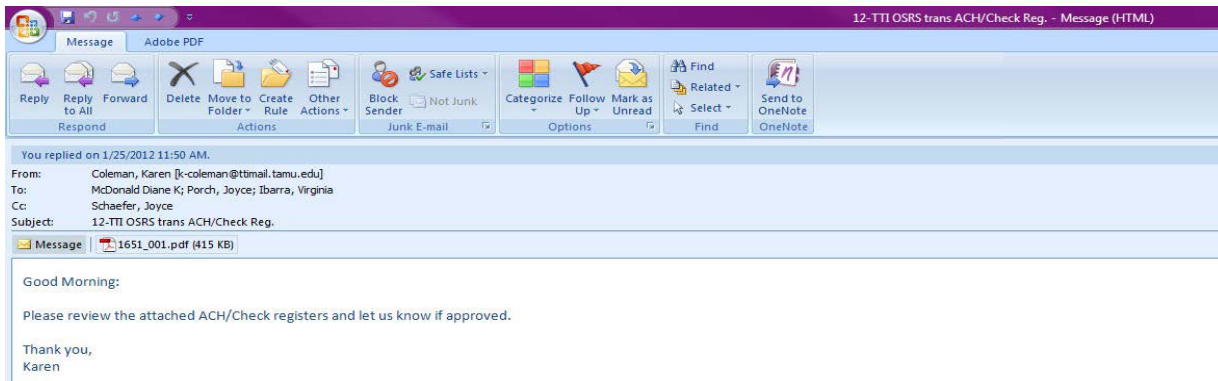 12-TTI OSRS trans ACH/Check Reg. - Message (HTML)
Message Adobe PDF
Reply Reply to All Forward Delete Move to Folder Create Rule Other Actions Block Sender Safe Lists Not Junk Categorize Follow Up Mark as Unread Find Related Select Send to OneNote
Respond Actions Junk E-mail Options Find OneNote
You replied on 1/25/2012 11:50 AM.
From: Coleman, Karen [k-coleman@ttimail.tamu.edu]
To: McDonald Diane K; Porch, Joyce; Ibarra, Virginia
Cc: Schaefer, Joyce
Subject: 12-TTI OSRS trans ACH/Check Reg.
Message 1651_001.pdf (415 KB)
Good Morning:
Please review the attached ACH/Check registers and let us know if approved.
Thank you,
Karen